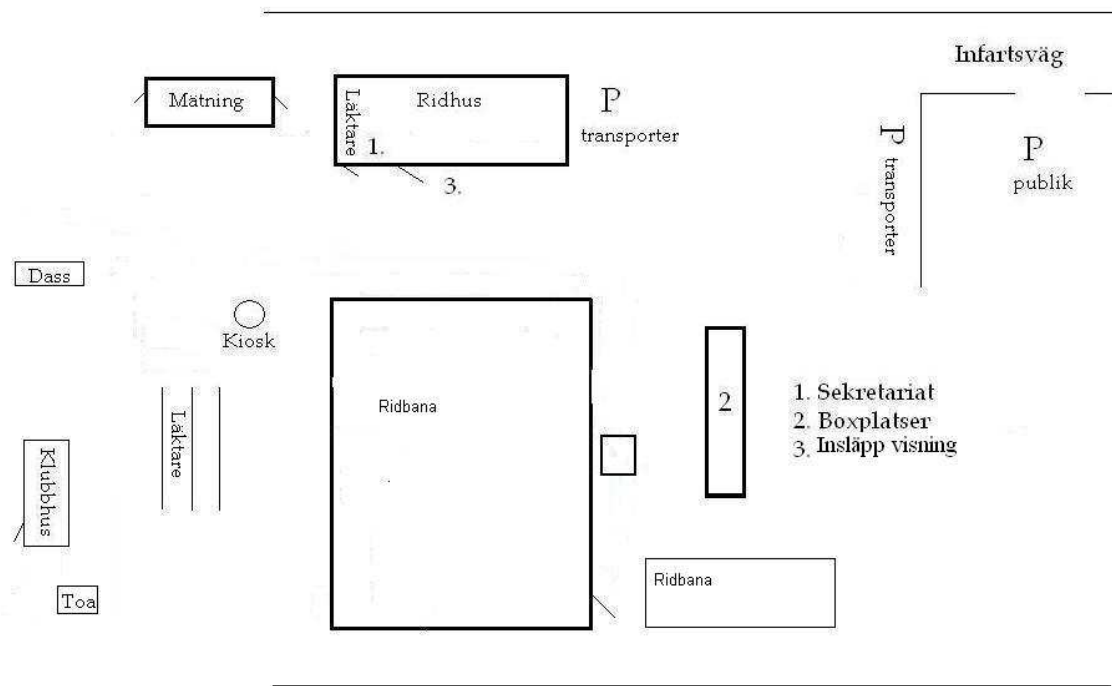 Infartsväg
Mätning
Läktare
Ridhus
1.
3.
P
transporter
P
transporter
P
publik
Dass
Kiosk
Läktare
Klubbhus
Toa
Ridbana
2
1. Sekretariat
2. Boxplatser
3. Insläpp visning
Ridbana